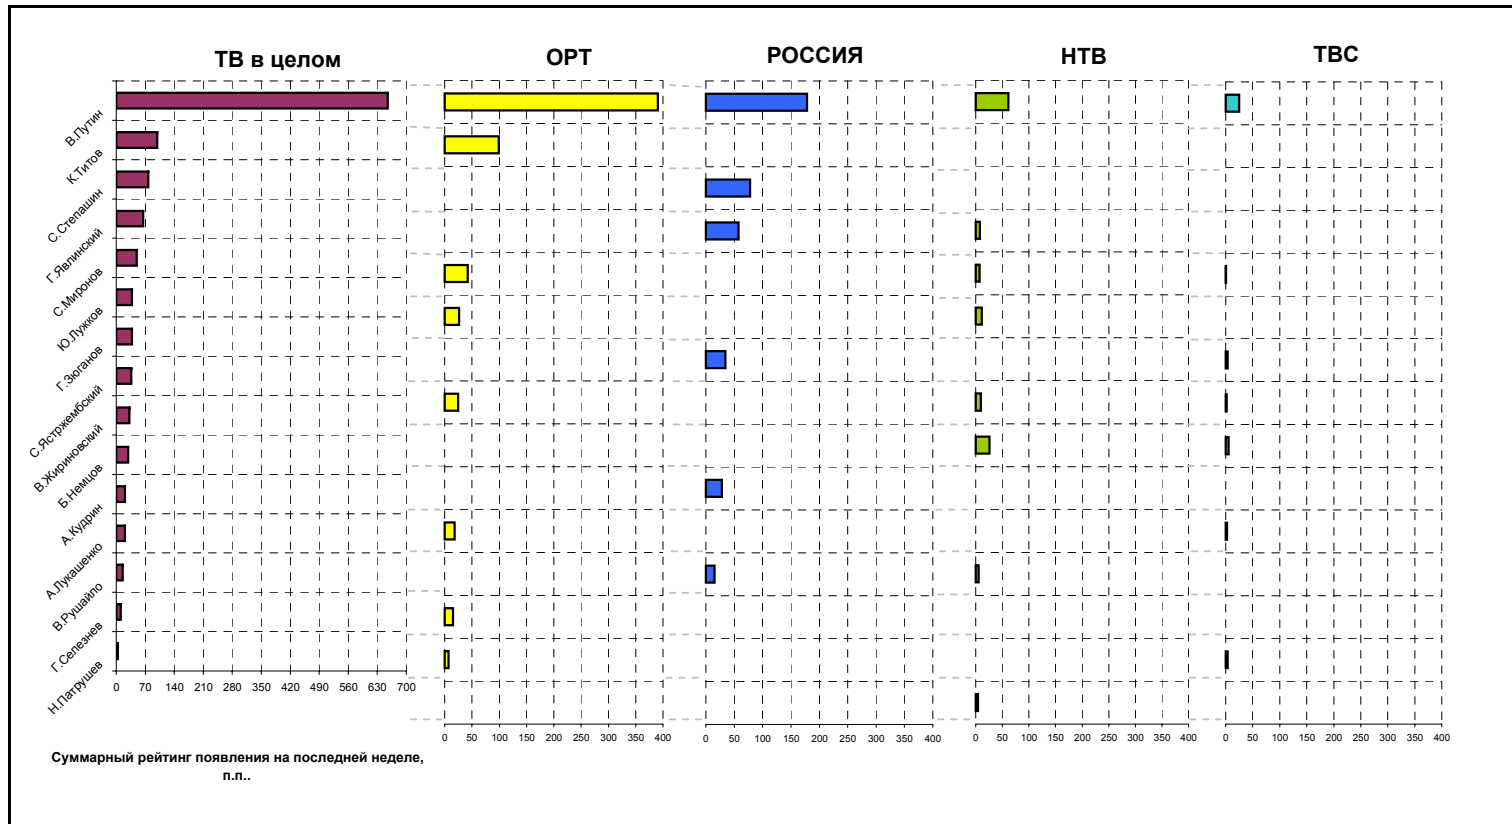 ТВ в целом
ОРТ
РОССИЯ
НТВ
ТВС
В.Путин
К.Титов
С.Степашин
Г.Явлинский
С.Миронов
Ю.Лужков
Г.Зюганов
С.Ястржембский
В.Жириновский
Б.Немцов
А.Кудрин
А.Лукашенко
В.Рушайло
Г.Селезнев
Н.Патрушев
0 70 140 210 280 350 420 490 560 630 700
0 50 100 150 200 250 300 350 400
0 50 100 150 200 250 300 350 400
0 50 100 150 200 250 300 350 400
0 50 100 150 200 250 300 350 400
Суммарный рейтинг появления на последней неделе,
п.п..